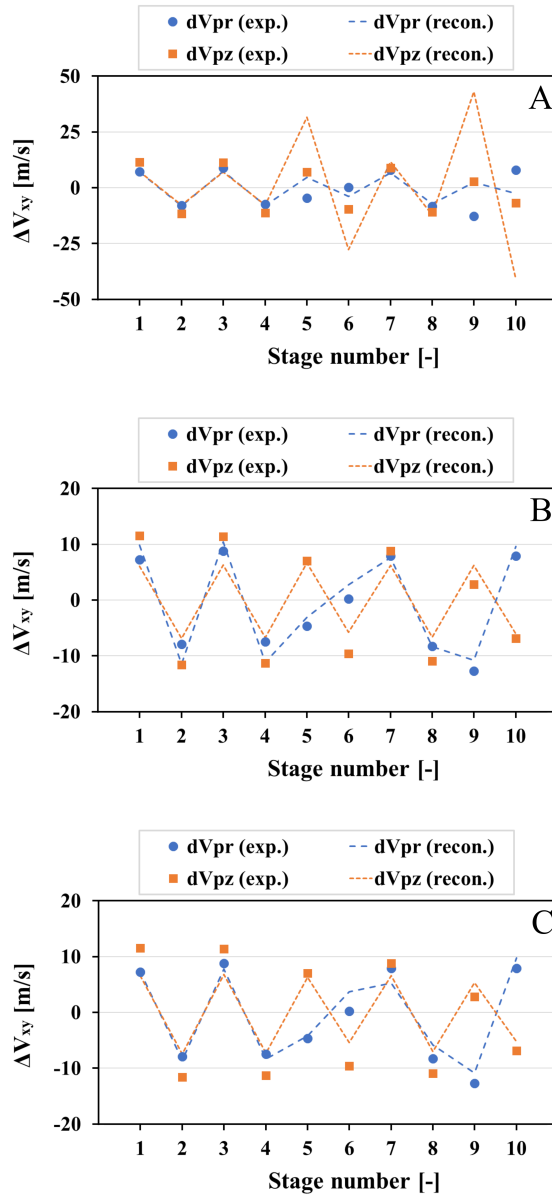 dVpr (exp.) dVpr (recon.)
dVpz (exp.) dVpz (recon.)
A
50
25
0
-25
-50
ΔVxy [m/s]
1 2 3 4 5 6 7 8 9 10
Stage number [-]
dVpr (exp.) dVpr (recon.)
dVpz (exp.) dVpz (recon.)
B
20
10
0
-10
-20
ΔVxy [m/s]
1 2 3 4 5 6 7 8 9 10
Stage number [-]
dVpr (exp.) dVpr (recon.)
dVpz (exp.) dVpz (recon.)
C
20
10
0
-10
-20
ΔVxy [m/s]
1 2 3 4 5 6 7 8 9 10
Stage number [-]